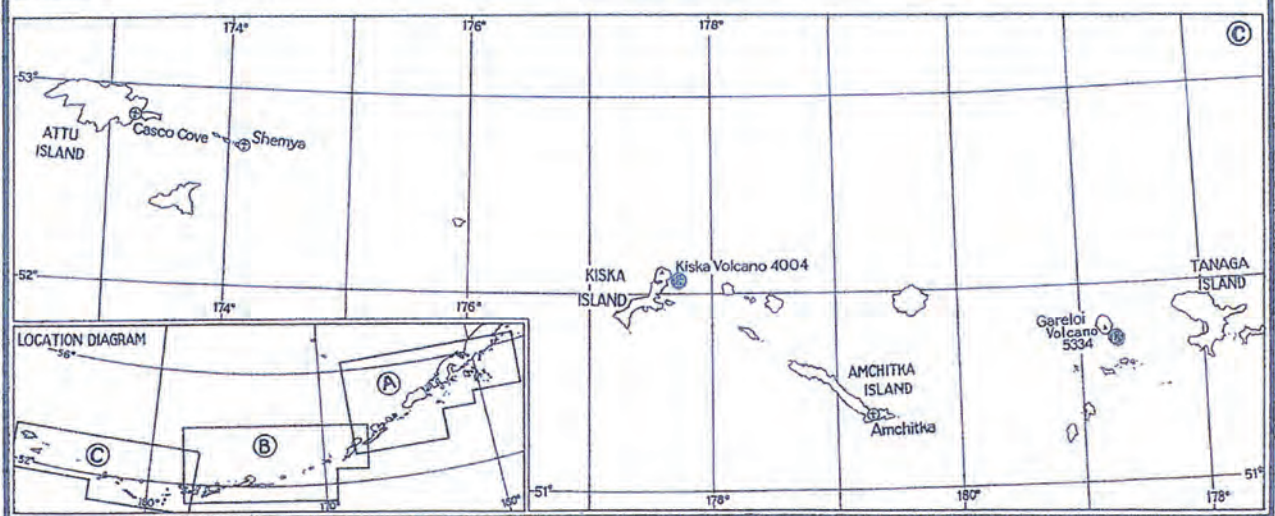 174°
176°
178°
Ⓒ
53°
Casco Cove
Shemya
ATTU
ISLAND
52°
KISKA
ISLAND
Kiska Volcano 4004
TANAGA
ISLAND
174°
176°
Gareloi
Volcano
5334
LOCATION DIAGRAM
56°
Ⓐ
AMCHITKA
ISLAND
Amchitka
Ⓑ
Ⓒ
52°
180°
170°
160°
51°
51°
178°
180°
178°